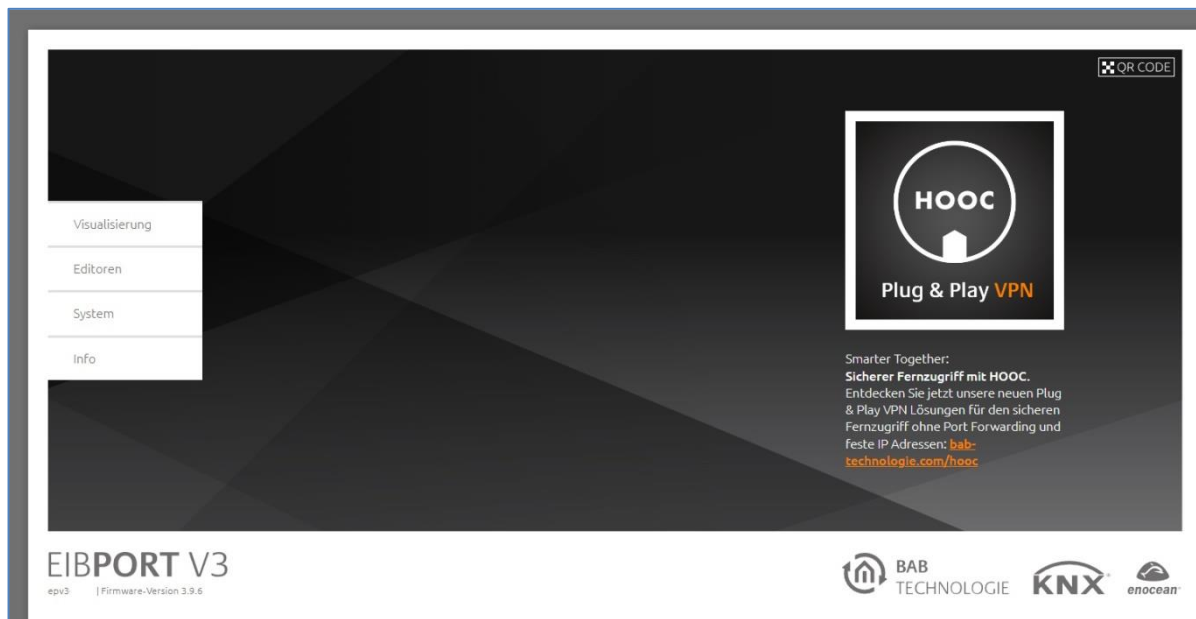 QR CODE
Visualisierung
Editoren
System
Info
HOOC
Plug & Play VPN
Smarter Together:
Sicherer Fernzugriff mit HOOC.
Entdecken Sie jetzt unsere neuen Plug
& Play VPN Lösungen für den sicheren
Fernzugriff ohne Port Forwarding und
feste IP Adressen: bab-
technologie.com/hooc
EIBPORT V3
epv3 | Firmware-Version 3.9.6
BAB
TECHNOLOGIE
KNX
enocean